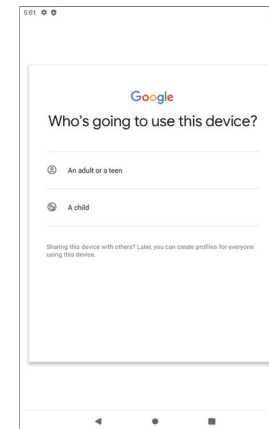 5:01
Google
Who's going to use this device?
An adult or a teen
A child
Sharing this device with others? Later, you can create profiles for everyone
using this device.